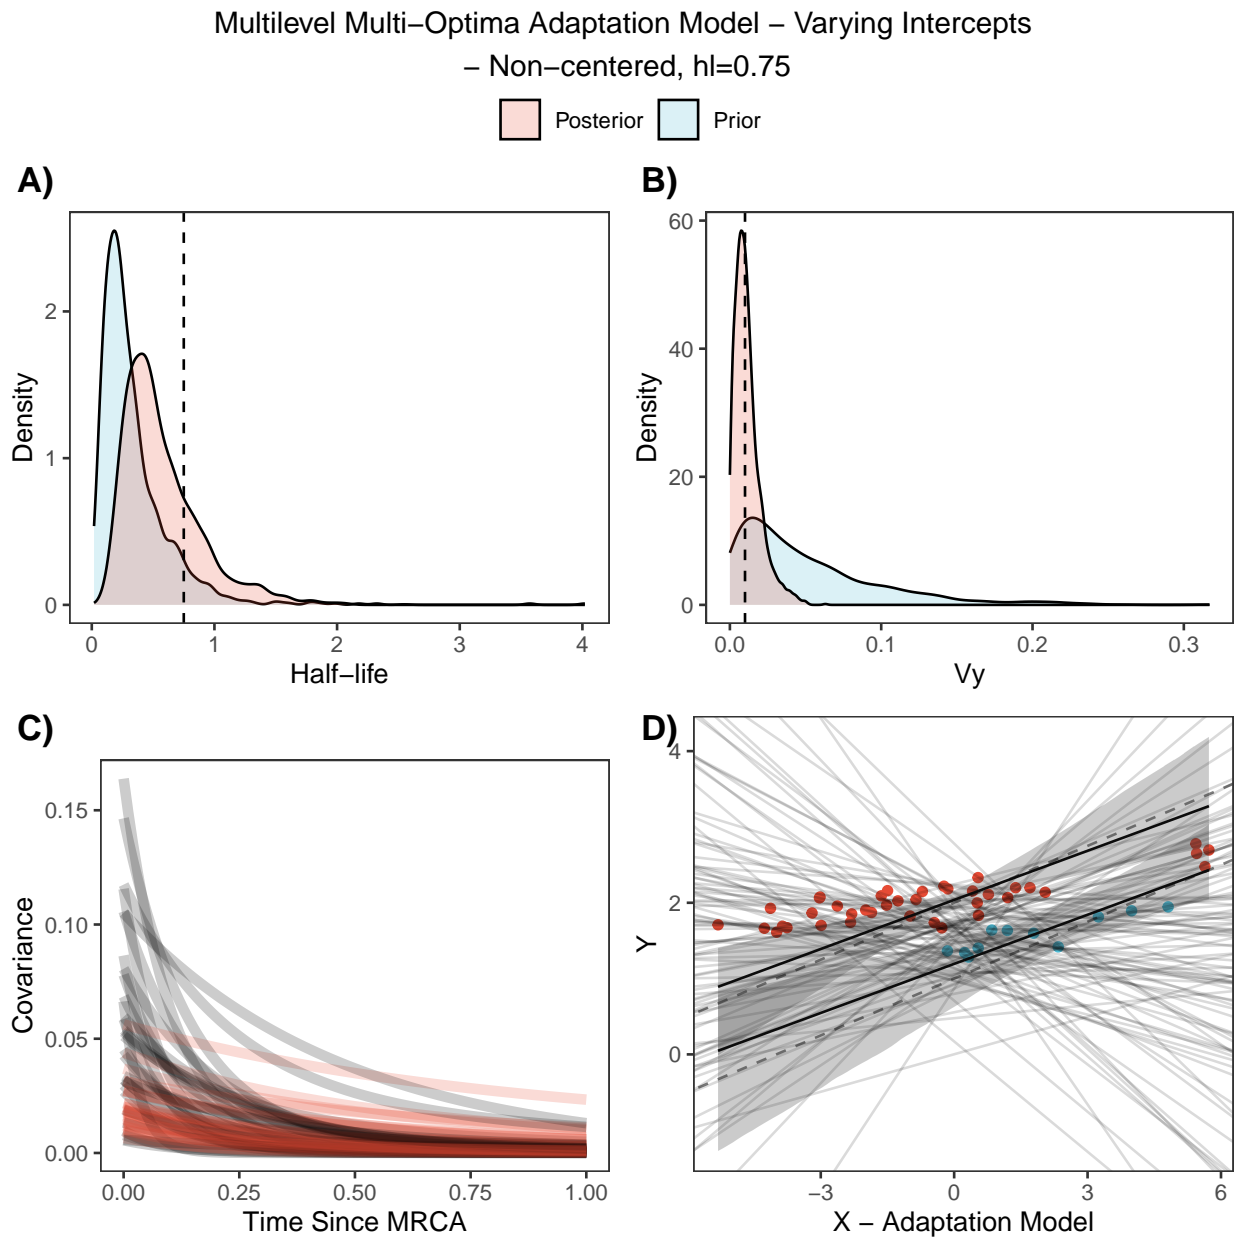 Multilevel Multi−Optima Adaptation Model − Varying Intercepts
− Non−centered, hl=0.75
Posterior
Prior
A)
Density
2
1
0
0
1
2
3
4
Half−life
B)
Density
60
40
20
0
0.0
0.1
0.2
0.3
Vy
C)
Covariance
0.15
0.10
0.05
0.00
0.00
0.25
0.50
0.75
1.00
Time Since MRCA
D)
Y
4
2
0
−3
0
3
6
X − Adaptation Model